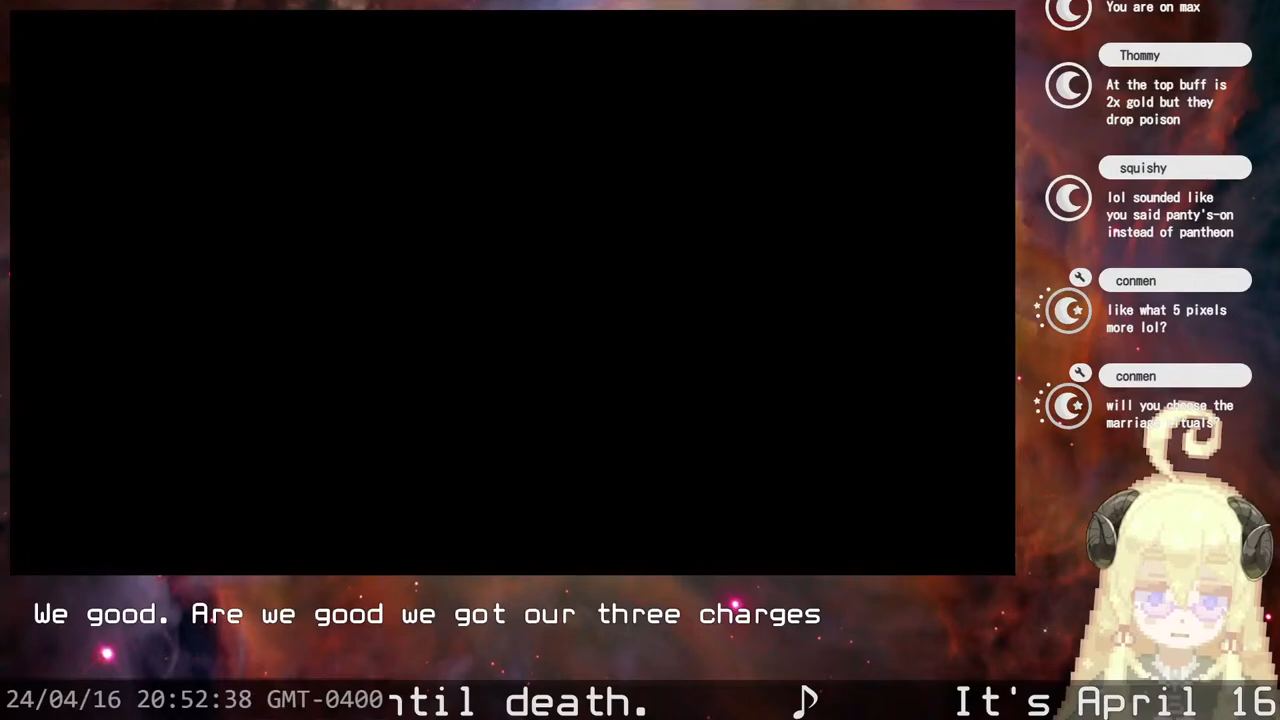 You are on max
Thommy
At the top buff is
2x gold but they
drop poison
squishy
lol sounded like
you said panty's-on
instead of pantheon
conmen
like what 5 pixels
more lol?
conmen
will you choose the
marriage rituals?
We good. Are we good we got our three charges
24/04/16 20:52:38 GMT-0400
ntil death. ♪ It's April 16